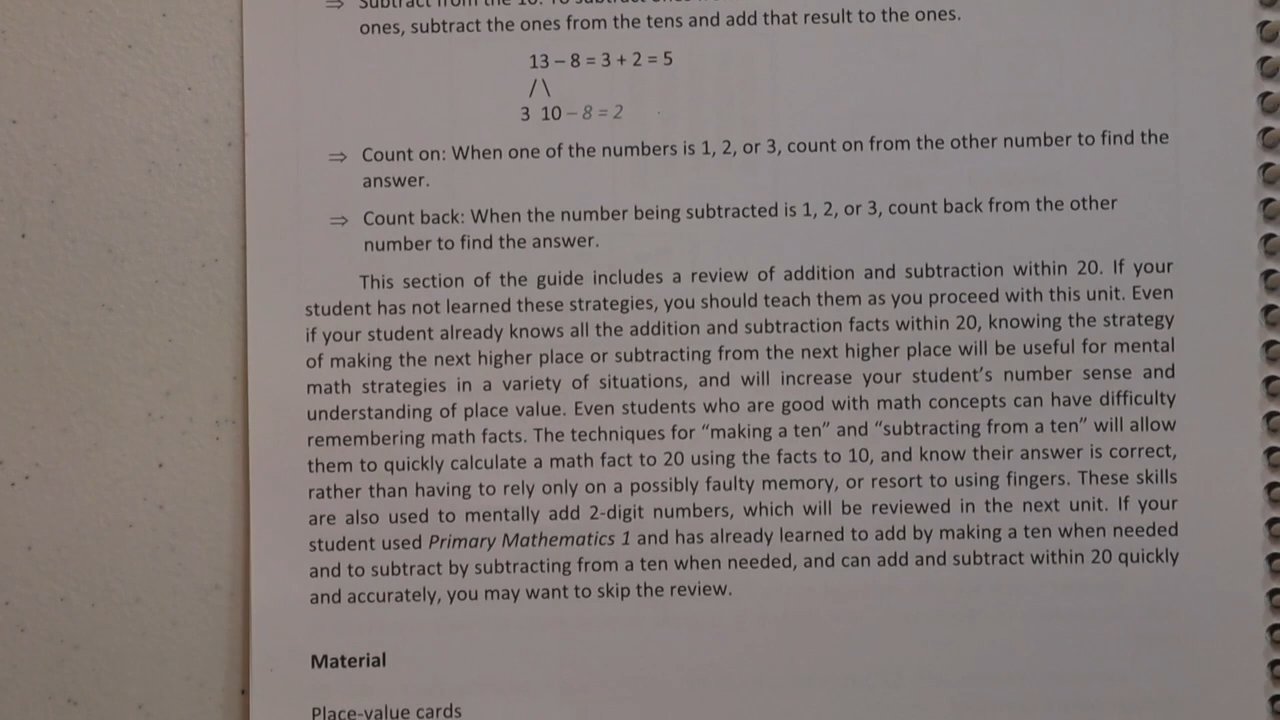 ⇒ Subtract from the 10: To subtract ones
ones, subtract the ones from the tens and add that result to the ones.
13 – 8 = 3 + 2 = 5
/ \
3 10 – 8 = 2
⇒ Count on: When one of the numbers is 1, 2, or 3, count on from the other number to find the
answer.
⇒ Count back: When the number being subtracted is 1, 2, or 3, count back from the other
number to find the answer.
This section of the guide includes a review of addition and subtraction within 20. If your
student has not learned these strategies, you should teach them as you proceed with this unit. Even
if your student already knows all the addition and subtraction facts within 20, knowing the strategy
of making the next higher place or subtracting from the next higher place will be useful for mental
math strategies in a variety of situations, and will increase your student's number sense and
understanding of place value. Even students who are good with math concepts can have difficulty
remembering math facts. The techniques for “making a ten” and “subtracting from a ten” will allow
them to quickly calculate a math fact to 20 using the facts to 10, and know their answer is correct,
rather than having to rely only on a possibly faulty memory, or resort to using fingers. These skills
are also used to mentally add 2-digit numbers, which will be reviewed in the next unit. If your
student used Primary Mathematics 1 and has already learned to add by making a ten when needed
and to subtract by subtracting from a ten when needed, and can add and subtract within 20 quickly
and accurately, you may want to skip the review.
Material
Place-value cards